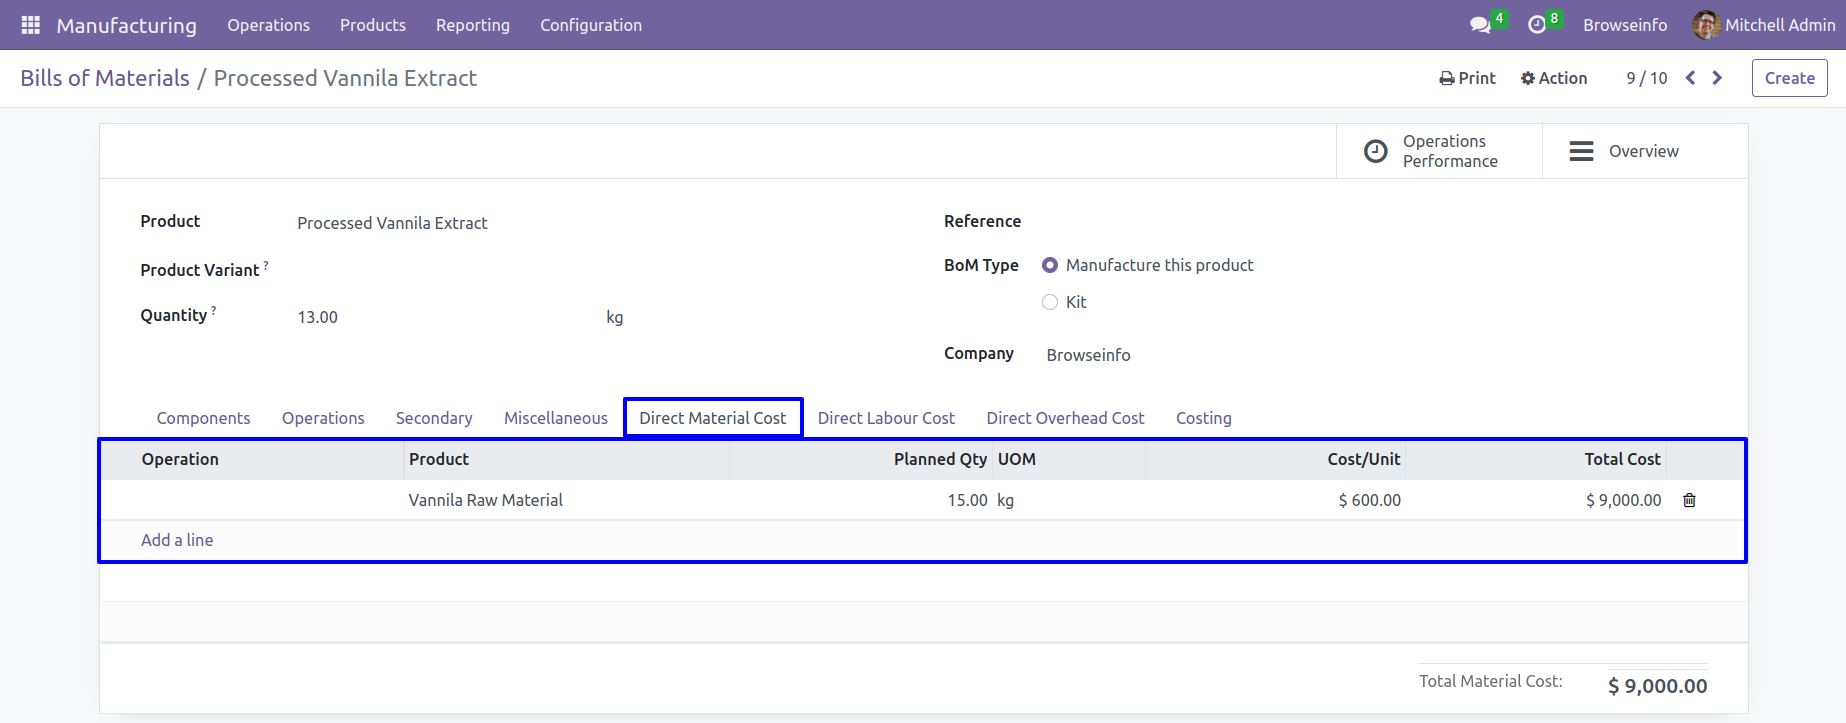 Manufacturing Operations Products Reporting Configuration 4 8 Browseinfo Mitchell Admin
Bills of Materials / Processed Vannila Extract Print Action 9 / 10 Create
Operations Performance
Overview
Product Processed Vannila Extract
Reference
Product Variant ?
BoM Type Manufacture this product
Kit
Quantity ? 13.00 kg
Company Browseinfo
Components Operations Secondary Miscellaneous Direct Material Cost Direct Labour Cost Direct Overhead Cost Costing
Operation Product Planned Qty UOM Cost/Unit Total Cost
Vannila Raw Material 15.00 kg $ 600.00 $ 9,000.00
Add a line
Total Material Cost: $ 9,000.00